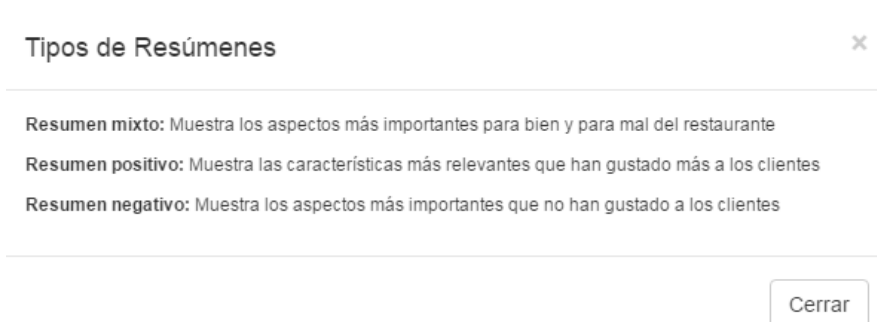 Tipos de Resúmenes
×
Resumen mixto: Muestra los aspectos más importantes para bien y para mal del restaurante
Resumen positivo: Muestra las características más relevantes que han gustado más a los clientes
Resumen negativo: Muestra los aspectos más importantes que no han gustado a los clientes
Cerrar